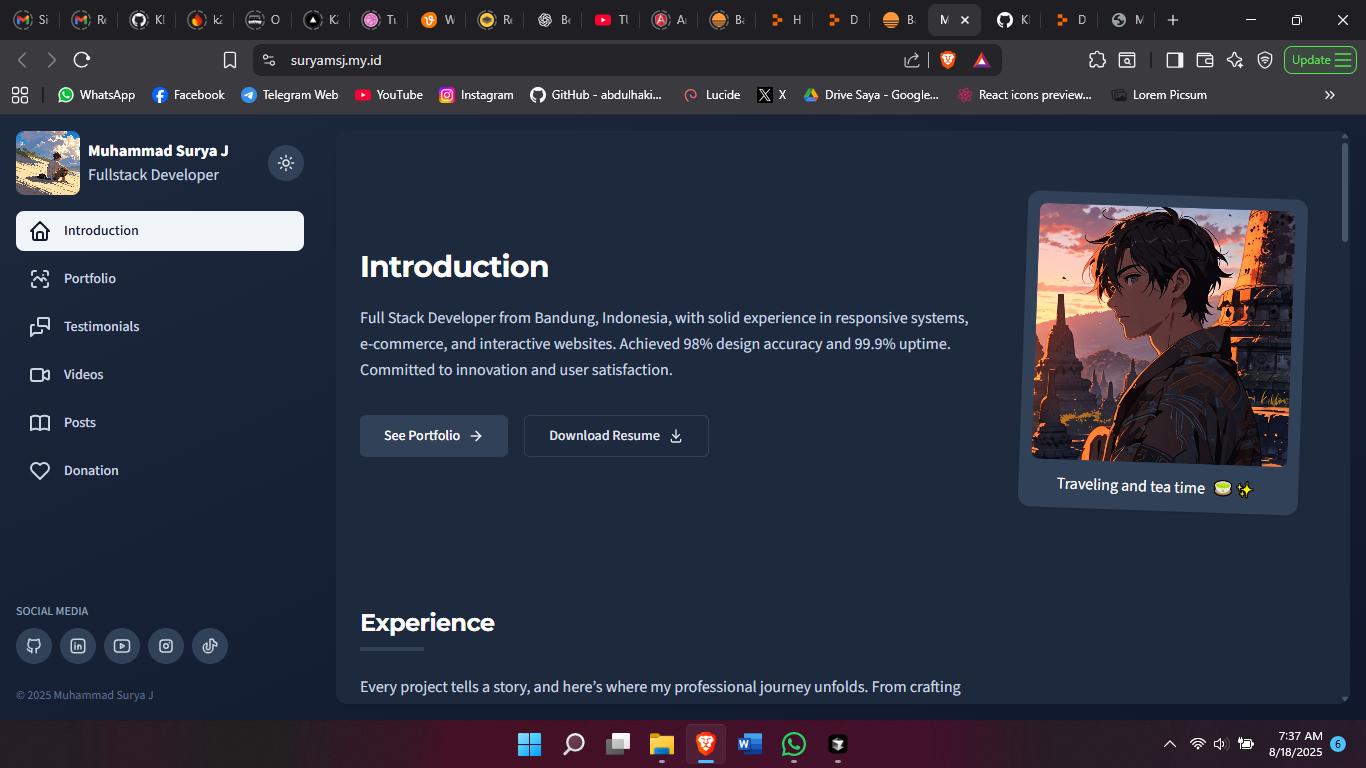 Si
Re
Kl
kz
O
K2
Tu
W
Re
Be
TU
Ar
Ba
H
D
B
M
Kl
D
M
suryamsj.my.id
Update
WhatsApp
Facebook
Telegram Web
YouTube
Instagram
GitHub - abdulhaki...
Lucide
X
Drive Saya - Google...
React icons preview...
Lorem Picsum
Muhammad Surya J
Fullstack Developer
Introduction
Portfolio
Testimonials
Videos
Posts
Donation
SOCIAL MEDIA
© 2025 Muhammad Surya J
Introduction
Full Stack Developer from Bandung, Indonesia, with solid experience in responsive systems,
e-commerce, and interactive websites. Achieved 98% design accuracy and 99.9% uptime.
Committed to innovation and user satisfaction.
See Portfolio
Download Resume
Traveling and tea time 🍵✨
Experience
Every project tells a story, and here’s where my professional journey unfolds. From crafting
7:37 AM
8/18/2025
6